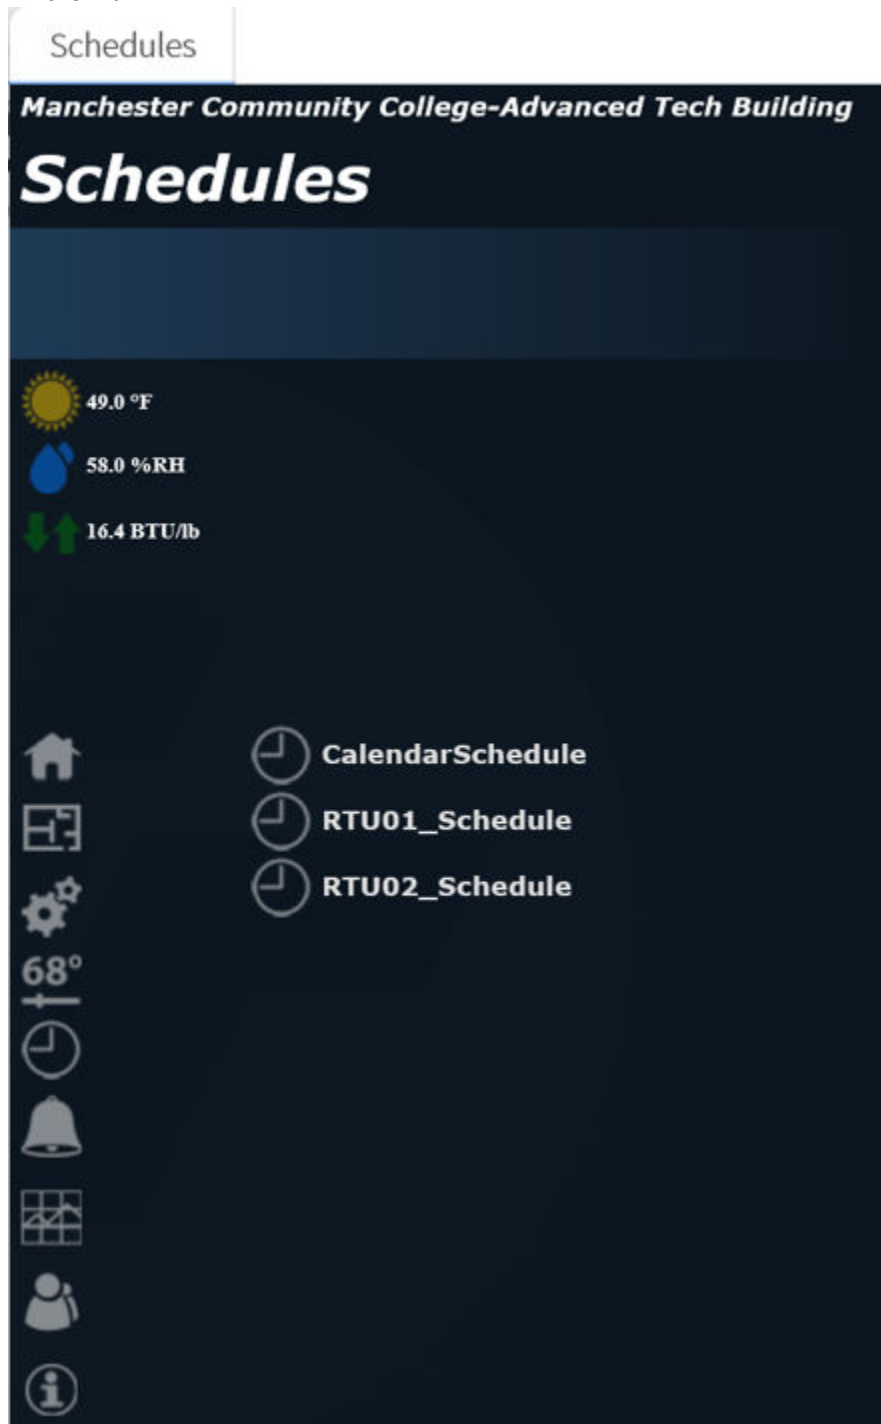 Schedules
Manchester Community College-Advanced Tech Building
Schedules
49.0 °F
58.0 %RH
16.4 BTU/lb
CalendarSchedule
RTU01_Schedule
RTU02_Schedule
68°